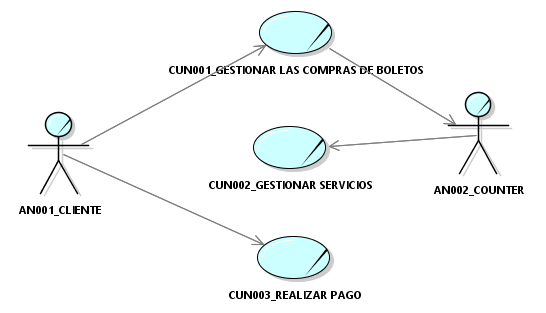 CUN001_GESTIONAR LAS COMPRAS DE BOLETOS
CUN002_GESTIONAR SERVICIOS
AN002_COUNTER
AN001_CLIENTE
CUN003_REALIZAR PAGO